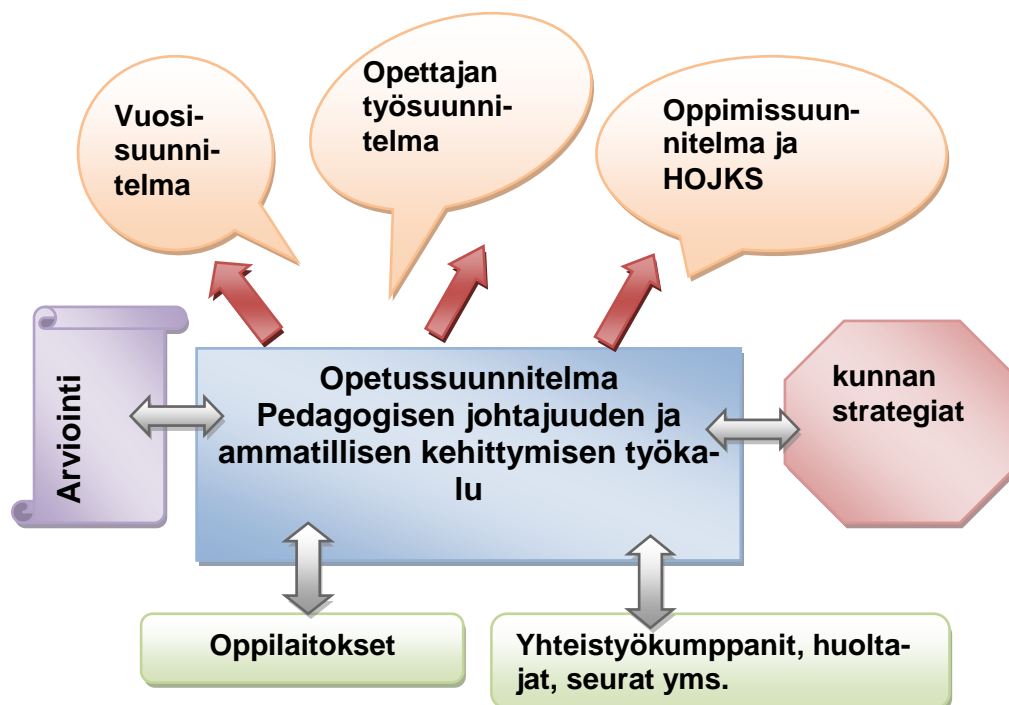 Vuosi-
suunni-
telma
Opettajan
työsuunni-
telma
Oppimissuun-
nitelma ja
HOJKS
Arviointi
Opetussuunnitelma
Pedagogisen johtajuuden ja
ammatillisen kehittymisen työka-
lu
kunnan
strategiat
Oppilaitokset
Yhteistyökumppanit, huolta-
jat, seurat yms.